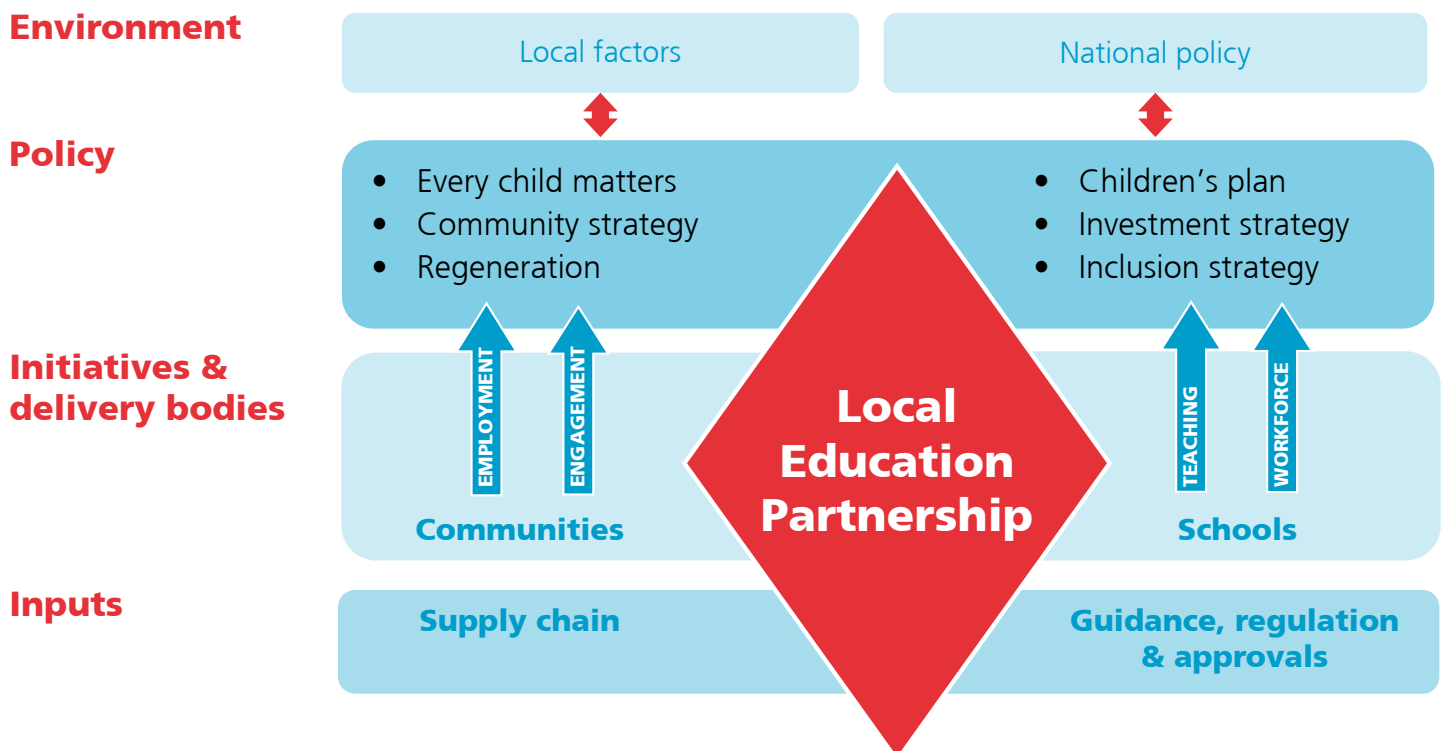 Environment
Local factors
National policy
Policy
• Every child matters
• Community strategy
• Regeneration
• Children's plan
• Investment strategy
• Inclusion strategy
Initiatives &
delivery bodies
EMPLOYMENT
ENGAGEMENT
Communities
Local
Education
Partnership
TEACHING
WORKFORCE
Schools
Inputs
Supply chain
Guidance, regulation
& approvals